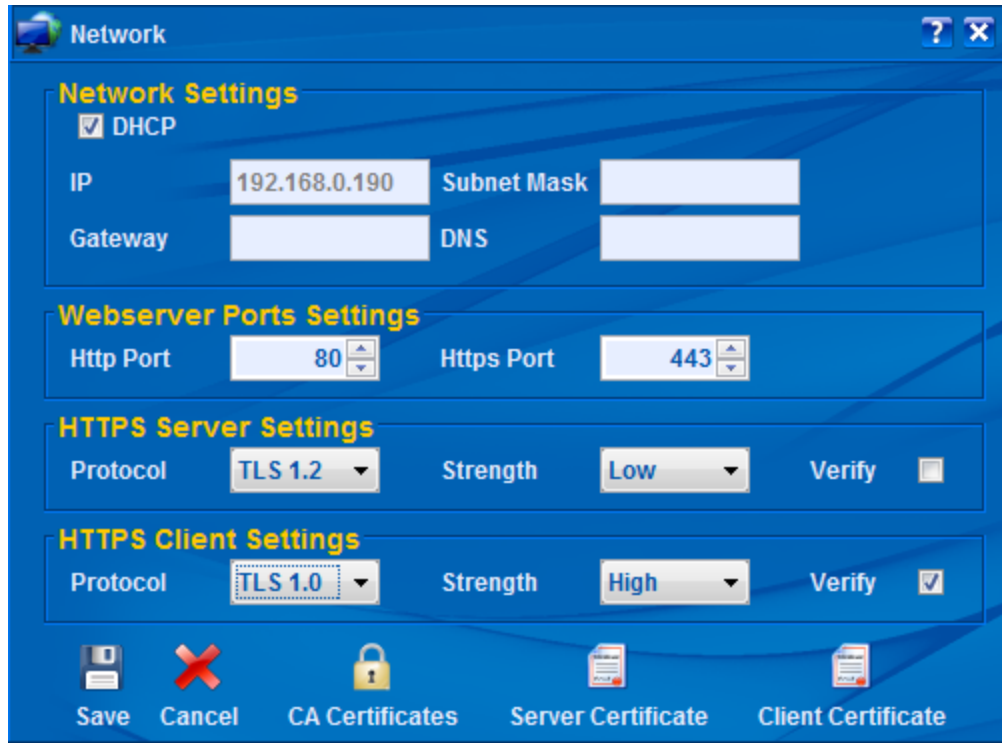 Network
Network Settings
DHCP
IP 192.168.0.190 Subnet Mask
Gateway DNS
Webserver Ports Settings
Http Port 80 Https Port 443
HTTPS Server Settings
Protocol TLS 1.2 Strength Low Verify
HTTPS Client Settings
Protocol TLS 1.0 Strength High Verify
Save Cancel CA Certificates Server Certificate Client Certificate